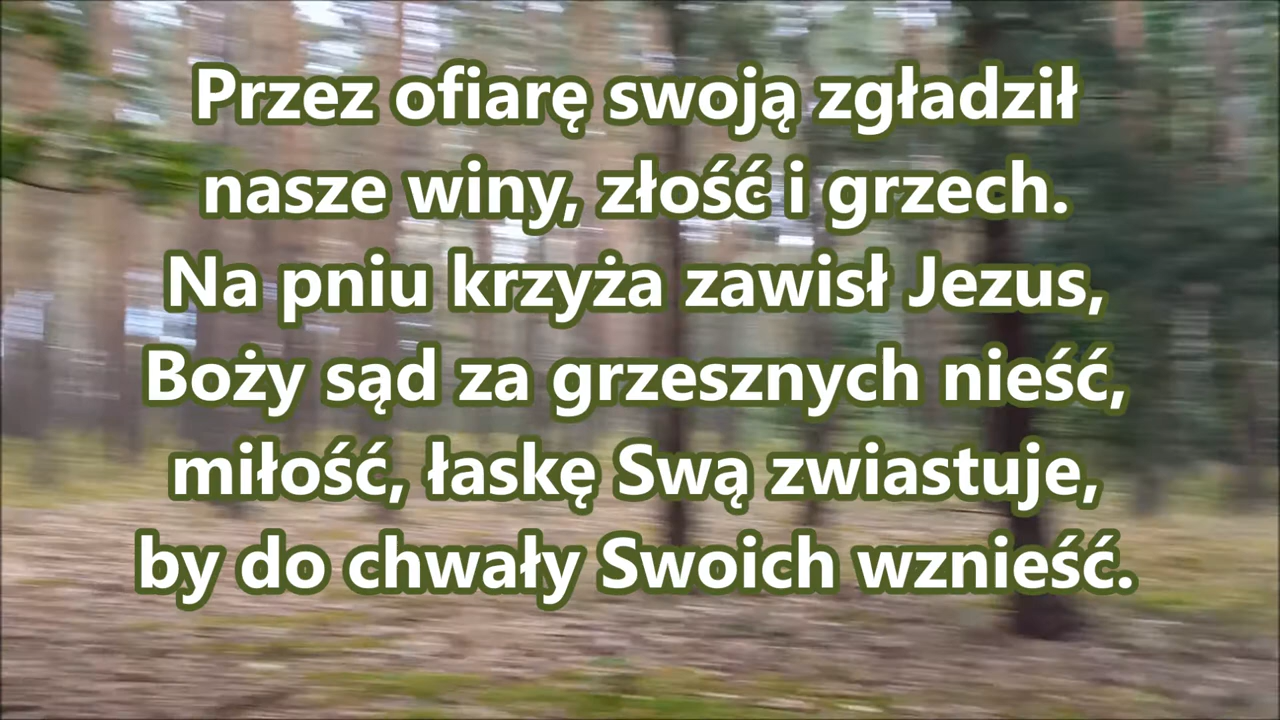 Przez ofiarę swoją zgładził
nasze winy, złość i grzech.
Na pniu krzyża zawisł Jezus,
Boży sąd za grzesznych nieść,
miłość, łaskę Swą zwiastuje,
by do chwały Swoich wznieść.